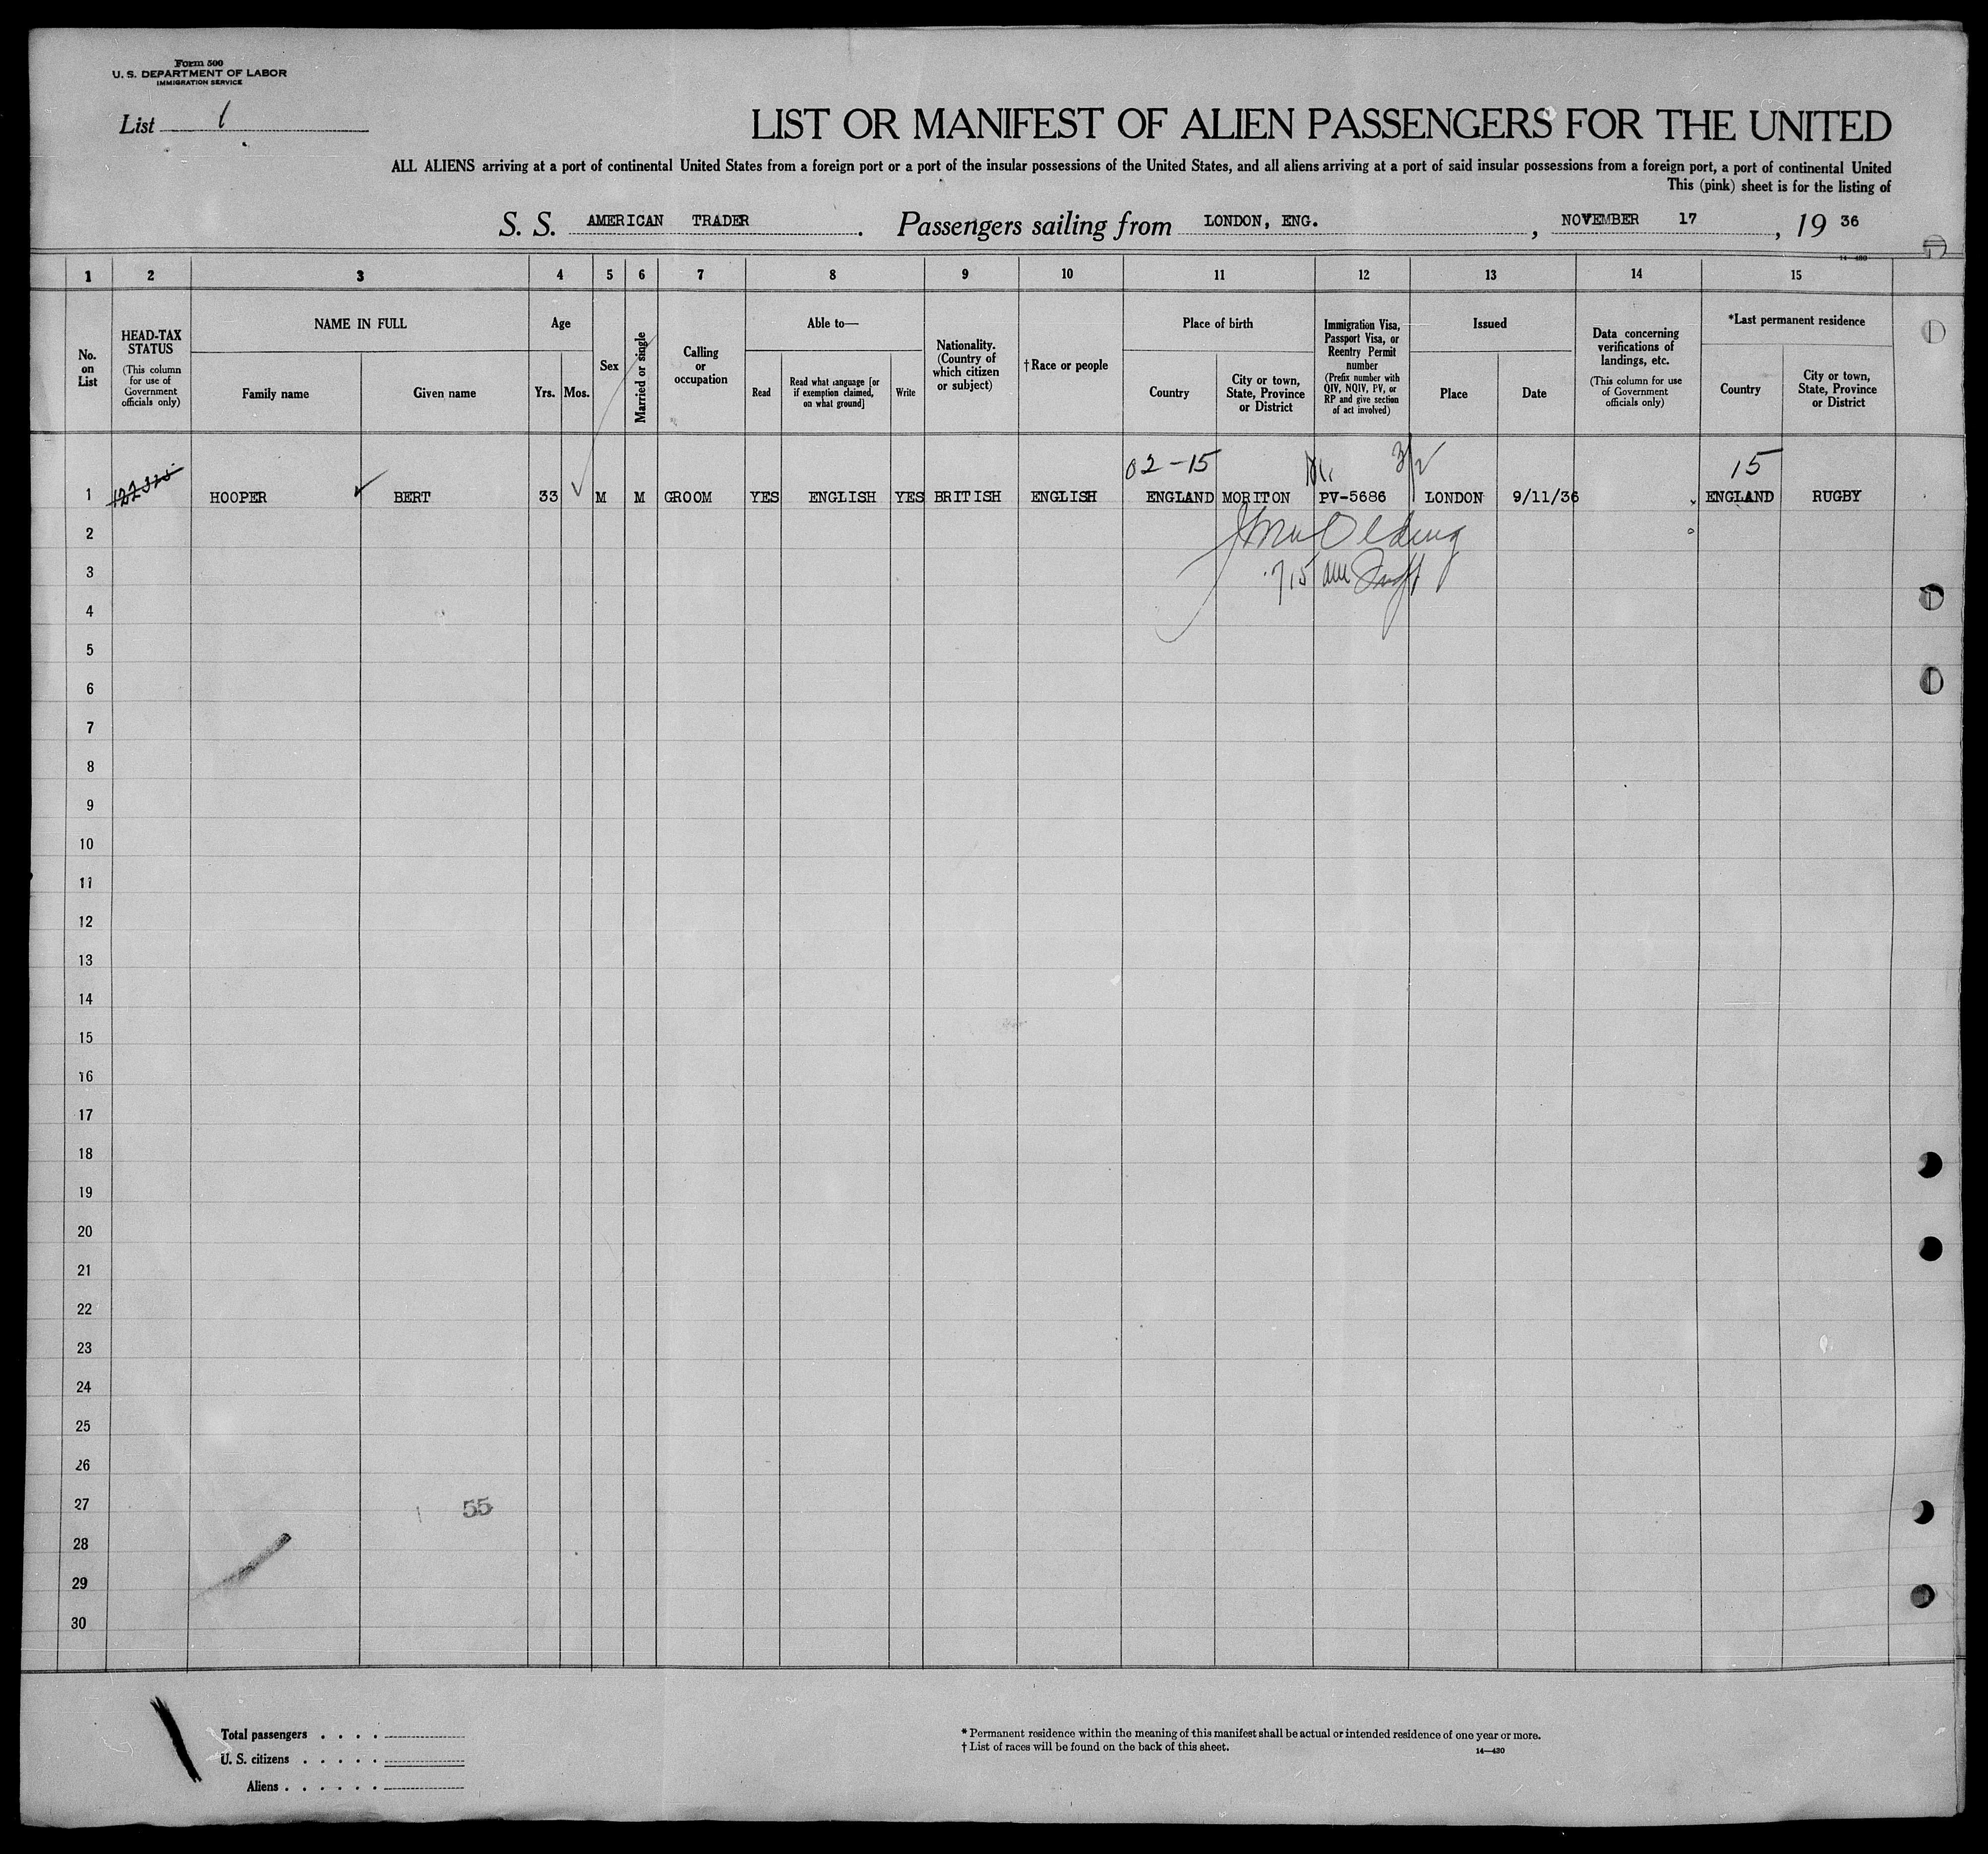 Form 500
U. S. DEPARTMENT OF LABOR
IMMIGRATION SERVICE
List 1
LIST OR MANIFEST OF ALIEN PASSENGERS FOR THE UNITED
ALL ALIENS arriving at a port of continental United States from a foreign port or a port of the insular possessions of the United States, and all aliens arriving at a port of said insular possessions from a foreign port, a port of continental United
This (pink) sheet is for the listing of
S. S. AMERICAN TRADER. Passengers sailing from LONDON, ENG., NOVEMBER 17, 19 36
14—430
1 2 3 4 5 6 7 8 9 10 11 12 13 14 15
No. on List
HEAD-TAX STATUS
(This column for use of Government officials only)
NAME IN FULL
Family name
Given name
Age
Yrs.
Mos.
Sex
Married or single
Calling or occupation
Able to—
Read
Read what language [or if exemption claimed, on what ground]
Write
Nationality. (Country of which citizen or subject)
†Race or people
Place of birth
Country
City or town, State, Province or District
Immigration Visa, Passport Visa, or Reentry Permit number
(Prefix number with QIV, NQIV, PV, or RP and give section of act involved)
Issued
Place
Date
Data concerning verifications of landings, etc.
(This column for use of Government officials only)
*Last permanent residence
Country
City or town, State, Province or District
02-15 3/2 15
1 HOOPER BERT 33 M M GROOM YES ENGLISH YES BRITISH ENGLISH ENGLAND MORITON PV-5686 LONDON 9/11/36 ENGLAND RUGBY
2
3
4
5
6
7
8
9
10
11
12
13
14
15
16
17
18
19
20
21
22
23
24
25
26
27 55
28
29
30
Total passengers . . . .
U. S. citizens . . . . .
Aliens . . . . . .
* Permanent residence within the meaning of this manifest shall be actual or intended residence of one year or more.
† List of races will be found on the back of this sheet.
14—430